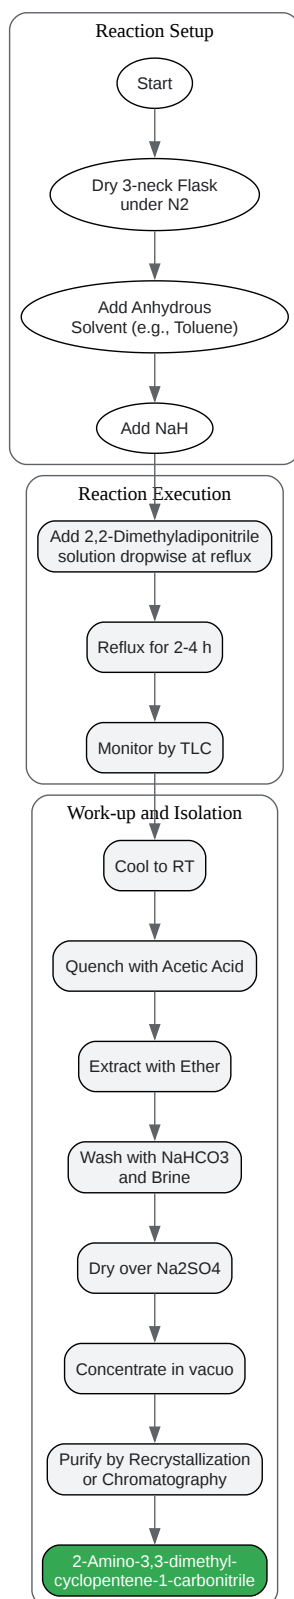 Reaction Setup
Start
Dry 3-neck Flask
under N2
Add Anhydrous
Solvent (e.g., Toluene)
Add NaH
Reaction Execution
Add 2,2-Dimethyladiponitrile
solution dropwise at reflux
Reflux for 2-4 h
Monitor by TLC
Work-up and Isolation
Cool to RT
Quench with Acetic Acid
Extract with Ether
Wash with NaHCO3
and Brine
Dry over Na2SO4
Concentrate in vacuo
Purify by Recrystallization
or Chromatography
2-Amino-3,3-dimethyl-
cyclopentene-1-carbonitrile